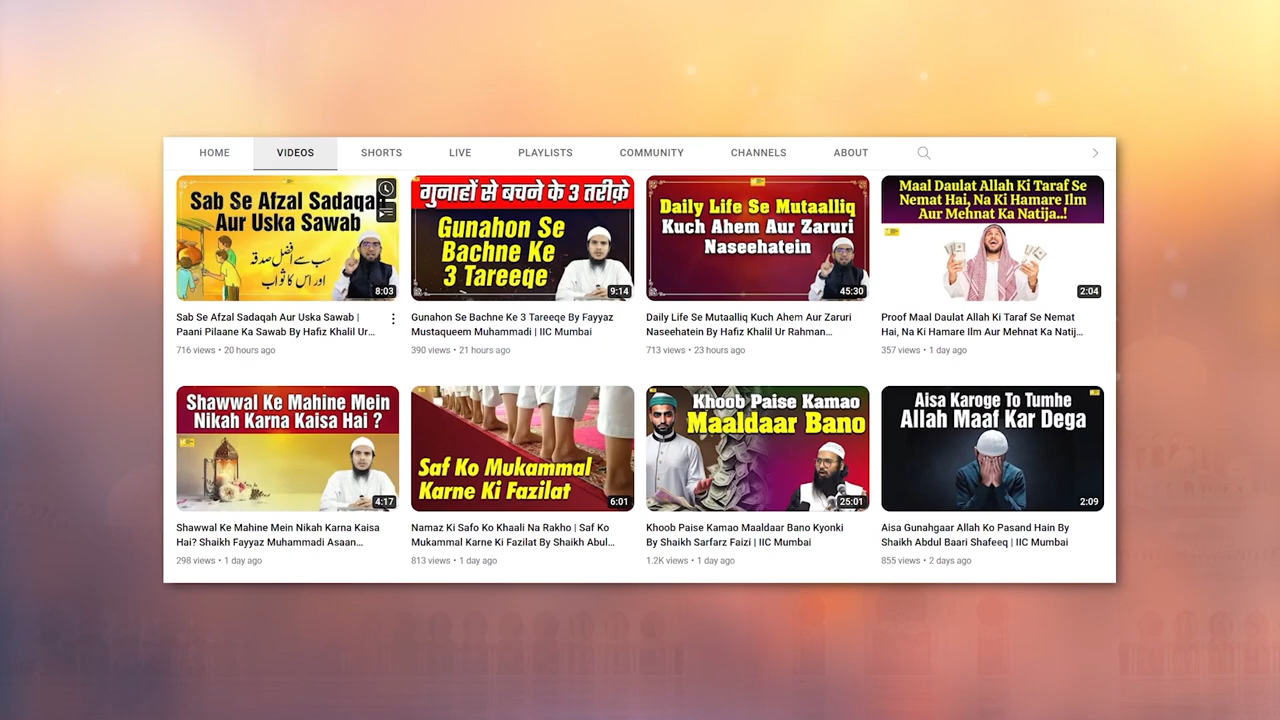 HOME VIDEOS SHORTS LIVE PLAYLISTS COMMUNITY CHANNELS ABOUT
Sab Se Afzal Sadaqah
Aur Uska Sawab
سب سے افضل صدقہ
اور اس کا ثواب
8:03
Sab Se Afzal Sadaqah Aur Uska Sawab |
Paani Pilaane Ka Sawab By Hafiz Khalil Ur...
716 views • 20 hours ago
गुनाहों से बचने के 3 तरीक़े
Gunahon Se
Bachne Ke
3 Tareeqe
9:14
Gunahon Se Bachne Ke 3 Tareeqe By Fayyaz
Mustaqueem Muhammadi | IIC Mumbai
390 views • 21 hours ago
Daily Life Se Mutaalliq
Kuch Ahem Aur Zaruri
Naseehatein
45:30
Daily Life Se Mutaalliq Kuch Ahem Aur Zaruri
Naseehatein By Hafiz Khalil Ur Rahman...
713 views • 23 hours ago
Maal Daulat Allah Ki Taraf Se
Nemat Hai, Na Ki Hamare Ilm
Aur Mehnat Ka Natija..!
2:04
Proof Maal Daulat Allah Ki Taraf Se Nemat
Hai, Na Ki Hamare Ilm Aur Mehnat Ka Natij...
357 views • 1 day ago
Shawwal Ke Mahine Mein
Nikah Karna Kaisa Hai ?
4:17
Shawwal Ke Mahine Mein Nikah Karna Kaisa
Hai? Shaikh Fayyaz Muhammadi Asaan...
298 views • 1 day ago
Saf Ko Mukammal
Karne Ki Fazilat
6:01
Namaz Ki Safo Ko Khaali Na Rakho | Saf Ko
Mukammal Karne Ki Fazilat By Shaikh Abul...
813 views • 1 day ago
Khoob Paise Kamao
Maaldaar Bano
25:01
Khoob Paise Kamao Maaldaar Bano Kyonki
By Shaikh Sarfarz Faizi | IIC Mumbai
1.2K views • 1 day ago
Aisa Karoge To Tumhe
Allah Maaf Kar Dega
2:09
Aisa Gunahgaar Allah Ko Pasand Hain By
Shaikh Abdul Baari Shafeeq | IIC Mumbai
855 views • 2 days ago